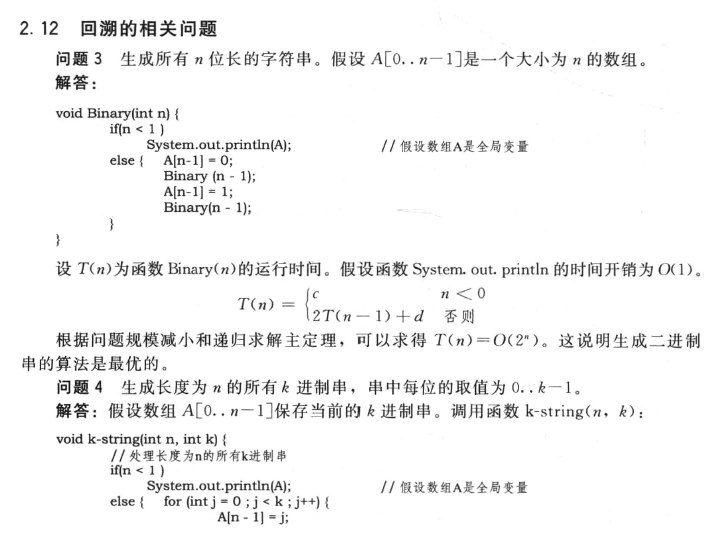 2.12 回溯的相关问题
问题 3 生成所有 n 位长的字符串。假设 A[0..n-1]是一个大小为 n 的数组。
解答：
void Binary(int n) {
if(n < 1 )
System.out.println(A); //假设数组A是全局变量
else { A[n-1] = 0;
Binary (n - 1);
A[n-1] = 1;
Binary(n - 1);
}
}
设 T(n)为函数 Binary(n)的运行时间。假设函数 System. out. println 的时间开销为 O(1)。
T(n) = { c n < 0
2T(n-1)+d 否则
根据问题规模减小和递归求解主定理，可以求得 T(n)=O(2ⁿ)。这说明生成二进制
串的算法是最优的。
问题 4 生成长度为 n 的所有 k 进制串，串中每位的取值为 0..k-1。
解答：假设数组 A[0..n-1]保存当前的 k 进制串。调用函数 k-string(n, k)：
void k-string(int n, int k) {
//处理长度为n的所有k进制串
if(n < 1 )
System.out.println(A); //假设数组A是全局变量
else { for (int j = 0 ; j < k ; j++) {
A[n - 1] = j;